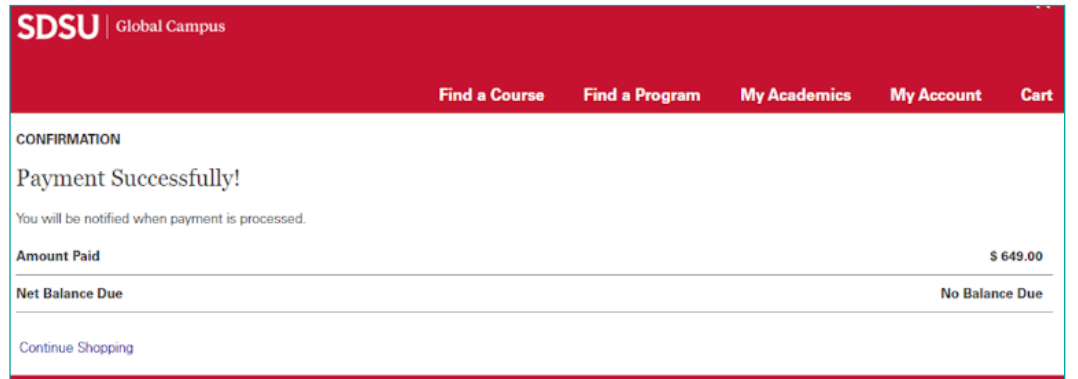 SDSU Global Campus
Find a Course Find a Program My Academics My Account Cart
CONFIRMATION
Payment Successfully!
You will be notified when payment is processed.
Amount Paid $ 649.00
Net Balance Due No Balance Due
Continue Shopping